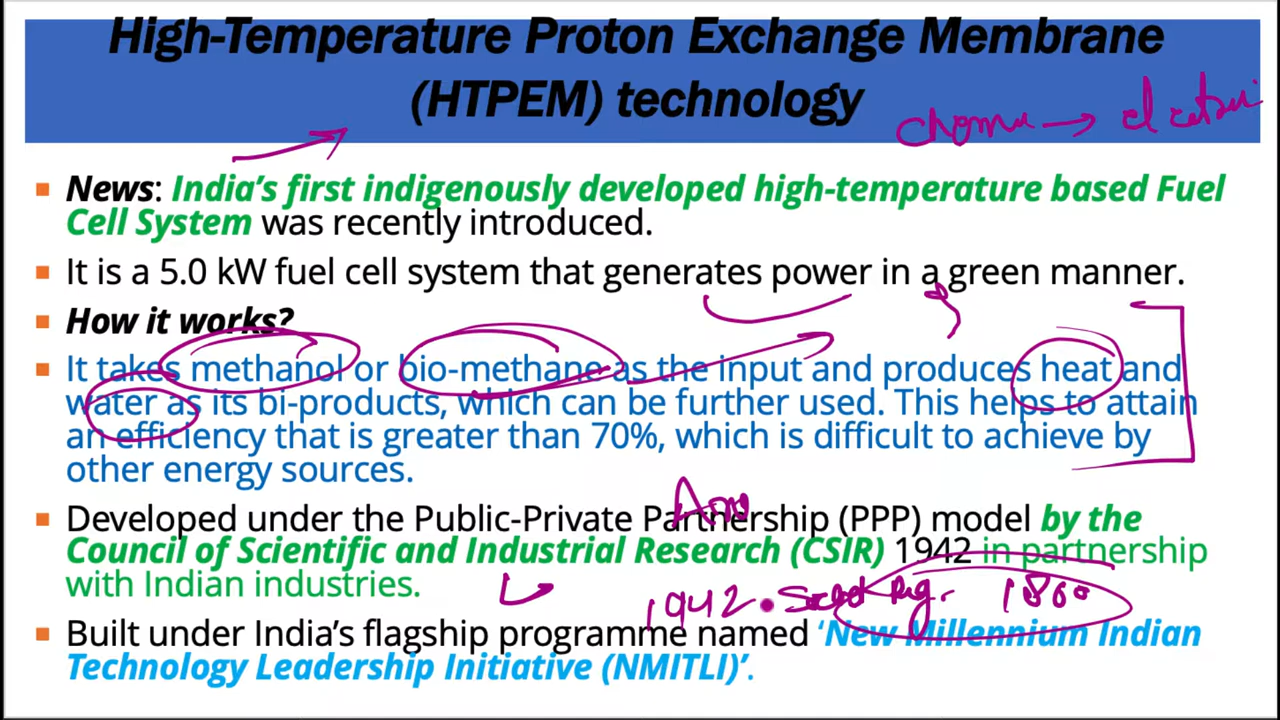 High-Temperature Proton Exchange Membrane
(HTPEM) technology
News: India's first indigenously developed high-temperature based Fuel
Cell System was recently introduced.
It is a 5.0 kW fuel cell system that generates power in a green manner.
How it works?
It takes methanol or bio-methane as the input and produces heat and
water as its bi-products, which can be further used. This helps to attain
an efficiency that is greater than 70%, which is difficult to achieve by
other energy sources.
Developed under the Public-Private Partnership (PPP) model by the
Council of Scientific and Industrial Research (CSIR) 1942 in partnership
with Indian industries.
1942 Reg. 1860
Built under India's flagship programme named ‘New Millennium Indian
Technology Leadership Initiative (NMITLI)’.